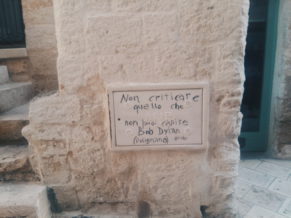 Non criticare
quello che
non puoi capire
Bob Dylan